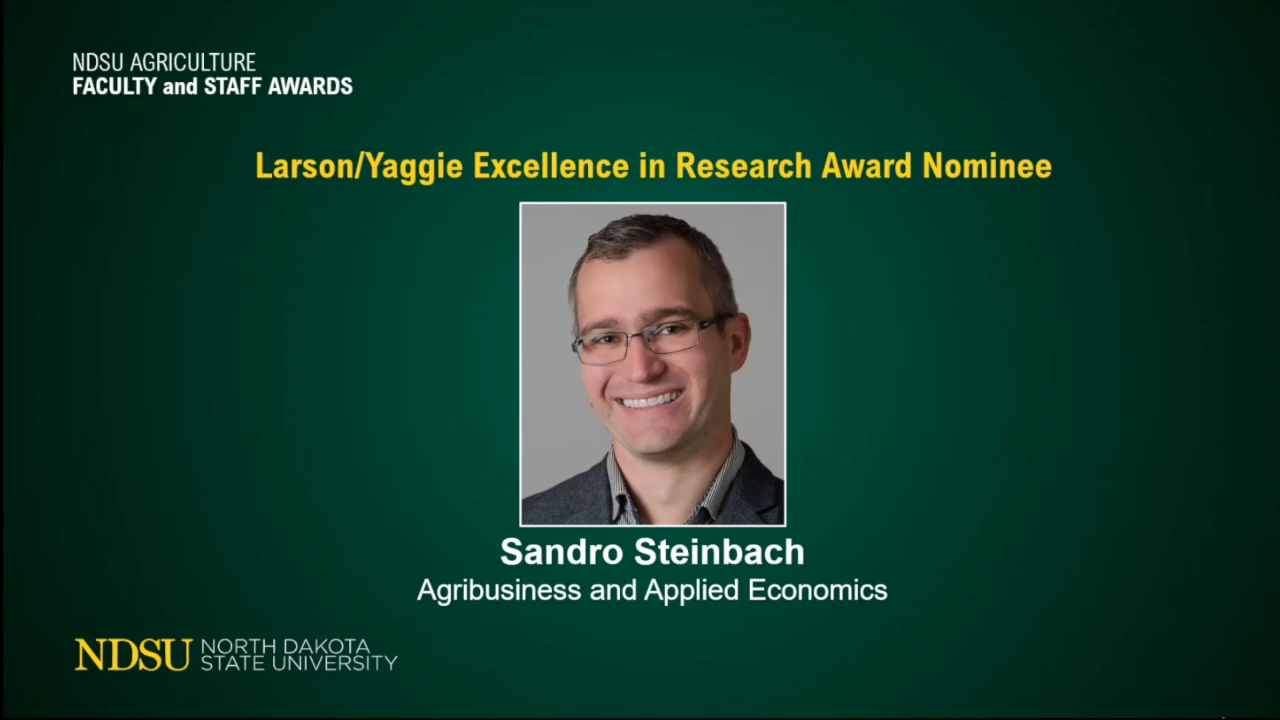 NDSU AGRICULTURE
FACULTY and STAFF AWARDS
Larson/Yaggie Excellence in Research Award Nominee
Sandro Steinbach
Agribusiness and Applied Economics
NDSU NORTH DAKOTA
STATE UNIVERSITY